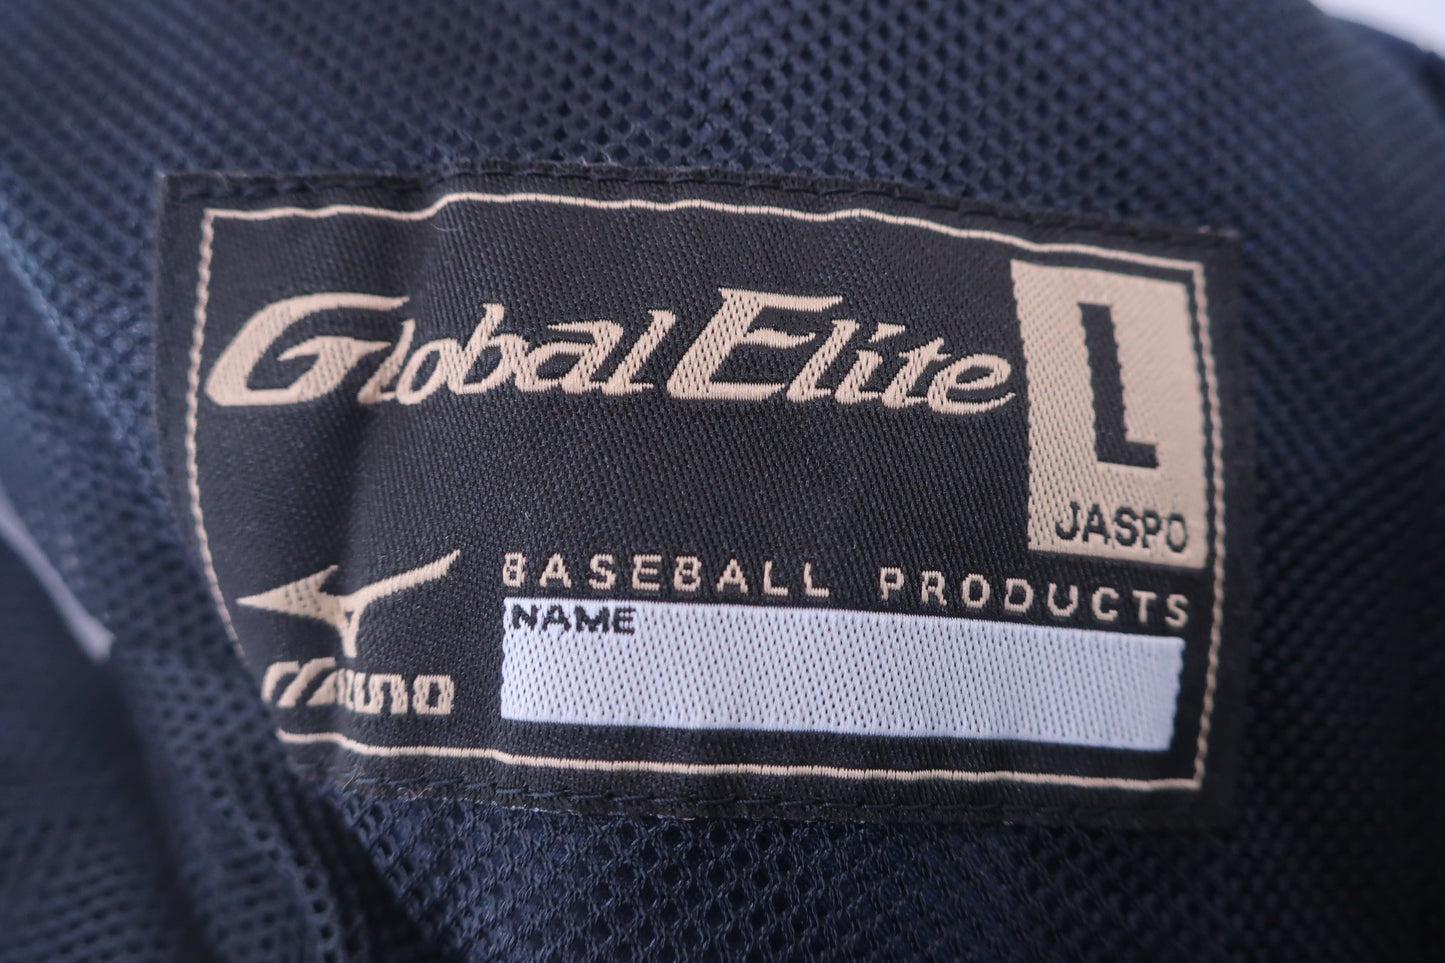 Global Elite
L
JASPO
BASEBALL PRODUCTS
NAME
Mizuno